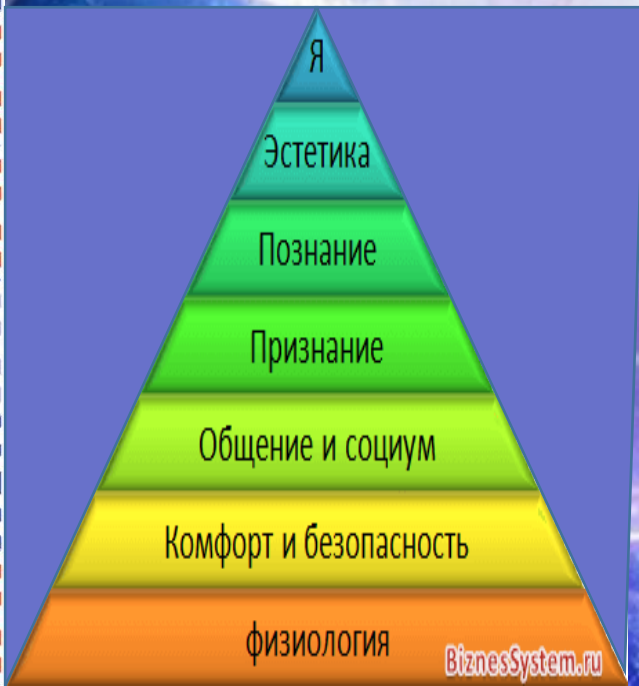 Я
Эстетика
Познание
Признание
Общение и социум
Комфорт и безопасность
физиология
BiznesSystem.ru